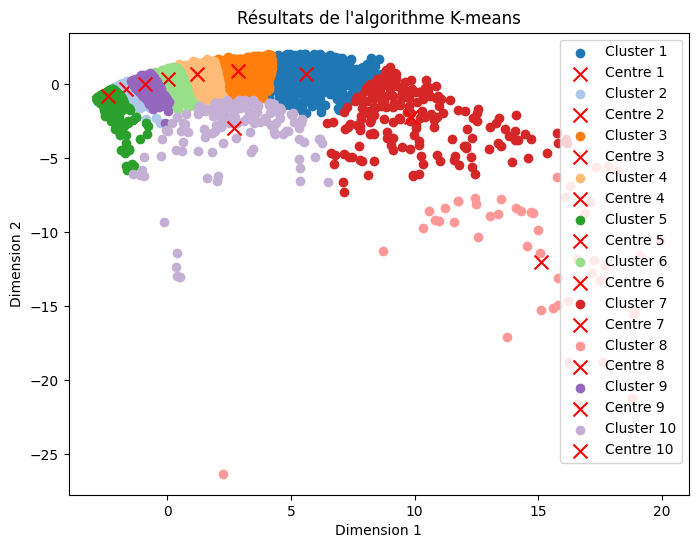 Résultats de l'algorithme K-means
Dimension 2
0
−5
−10
−15
−20
−25
0
5
10
15
20
Dimension 1
Cluster 1
Centre 1
Cluster 2
Centre 2
Cluster 3
Centre 3
Cluster 4
Centre 4
Cluster 5
Centre 5
Cluster 6
Centre 6
Cluster 7
Centre 7
Cluster 8
Centre 8
Cluster 9
Centre 9
Cluster 10
Centre 10